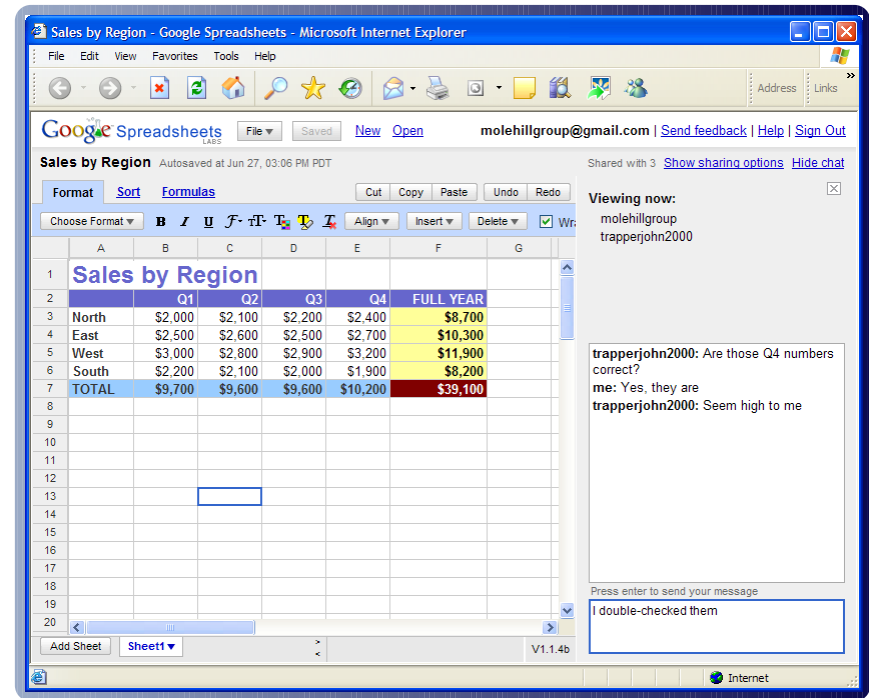 Sales by Region - Google Spreadsheets - Microsoft Internet Explorer
File Edit View Favorites Tools Help
Address Links »
Google Spreadsheets LABS File Saved New Open molehillgroup@gmail.com | Send feedback | Help | Sign Out
Sales by Region Autosaved at Jun 27, 03:06 PM PDT Shared with 3 Show sharing options Hide chat
Format Sort Formulas Cut Copy Paste Undo Redo
Choose Format B I U F T T T T Align Insert Delete Wr
A B C D E F G
1 Sales by Region
2 Q1 Q2 Q3 Q4 FULL YEAR
3 North $2,000 $2,100 $2,200 $2,400 $8,700
4 East $2,500 $2,600 $2,500 $2,700 $10,300
5 West $3,000 $2,800 $2,900 $3,200 $11,900
6 South $2,200 $2,100 $2,000 $1,900 $8,200
7 TOTAL $9,700 $9,600 $9,600 $10,200 $39,100
8
9
10
11
12
13
14
15
16
17
18
19
20
Add Sheet Sheet1 > < V1.1.4b
Viewing now:
molehillgroup
trapperjohn2000
trapperjohn2000: Are those Q4 numbers
correct?
me: Yes, they are
trapperjohn2000: Seem high to me
Press enter to send your message
I double-checked them
Internet